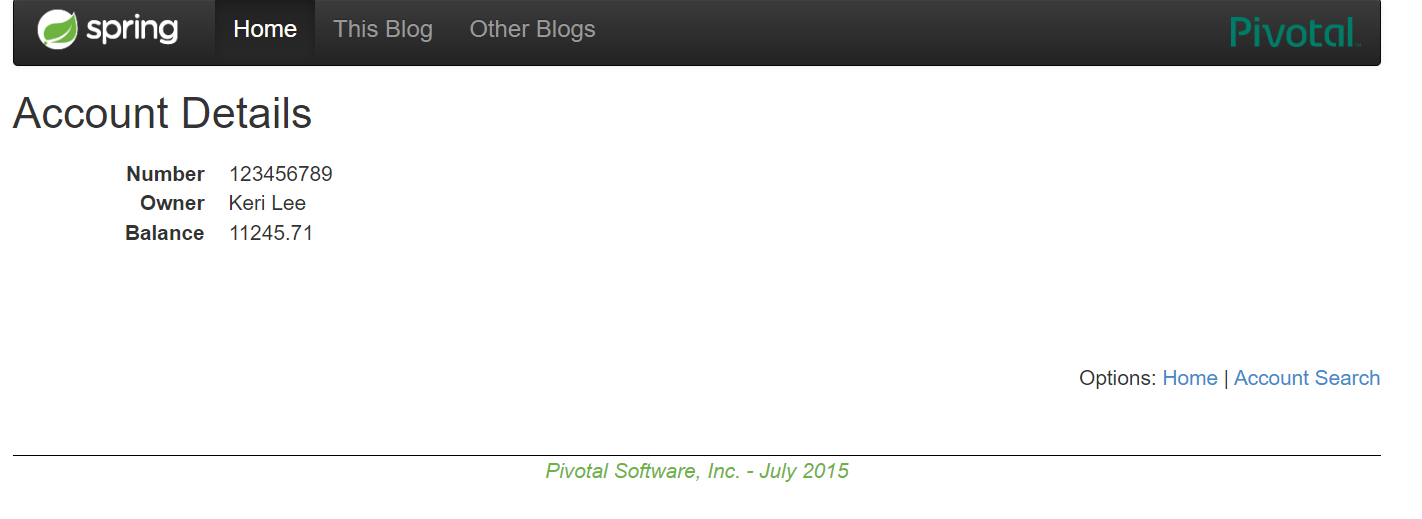 spring Home This Blog Other Blogs Pivotal™
Account Details
Number 123456789
Owner Keri Lee
Balance 11245.71
Options: Home | Account Search
Pivotal Software, Inc. - July 2015